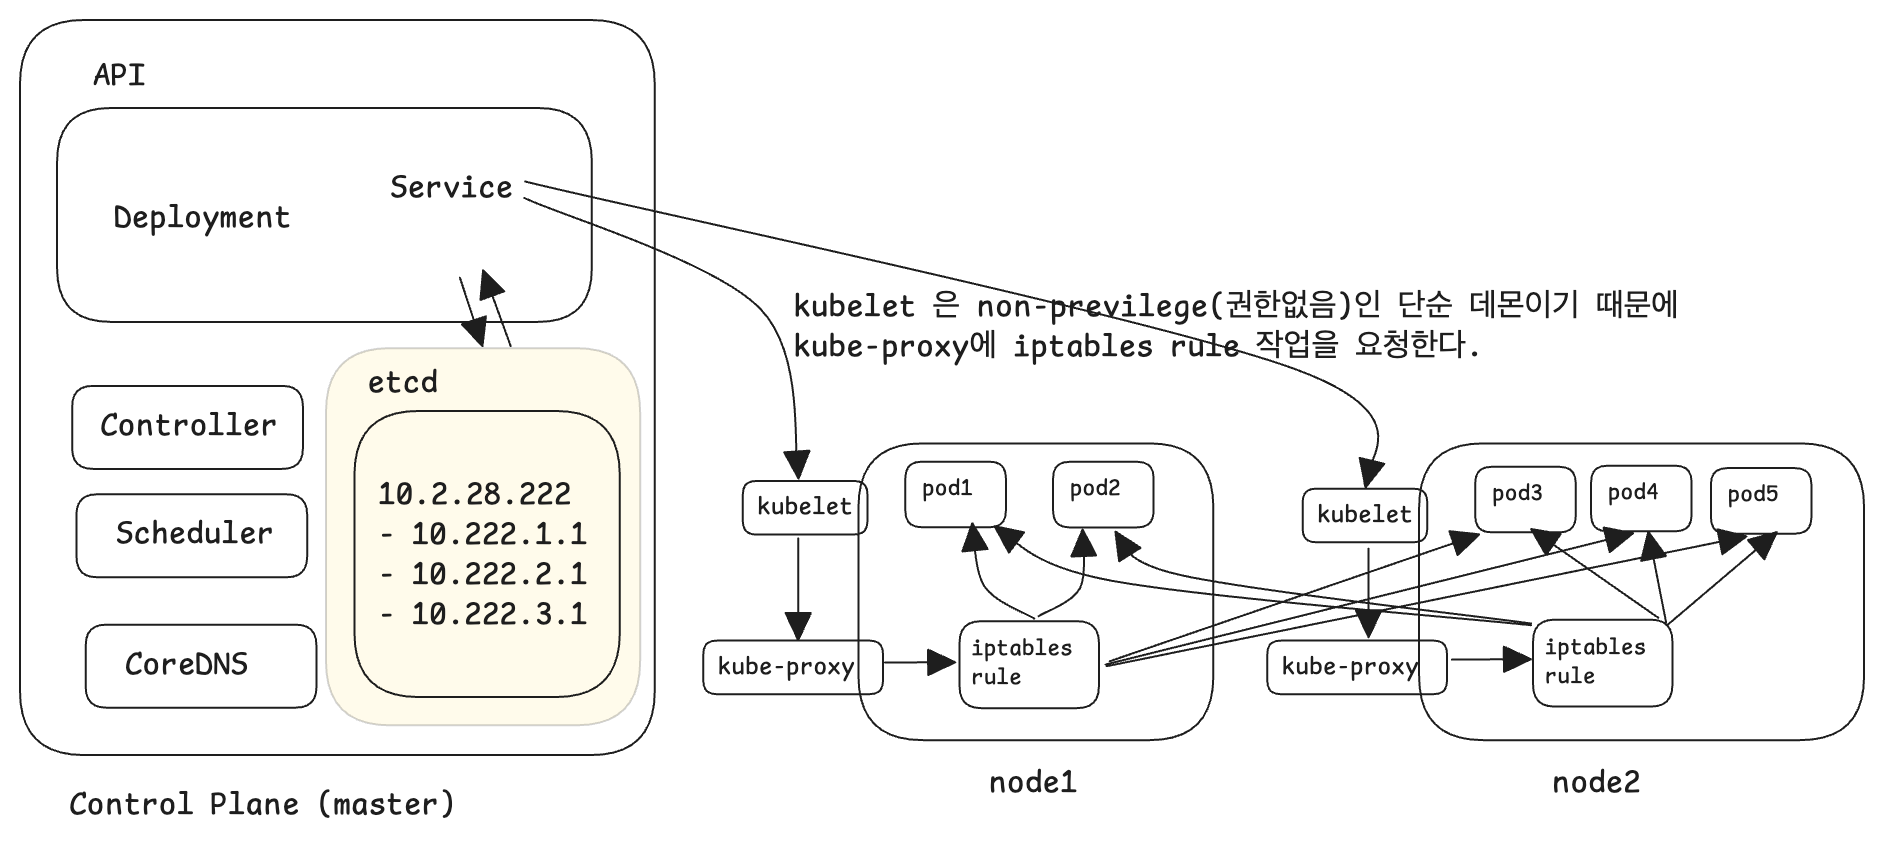 API
Service
Deployment
kubelet 은 non-previlege(권한없음)인 단순 데몬이기 때문에
kube-proxy에 iptables rule 작업을 요청한다.
etcd
Controller
10.2.28.222
- 10.222.1.1
- 10.222.2.1
- 10.222.3.1
Scheduler
CoreDNS
Control Plane (master)
kubelet
pod1
pod2
kube-proxy
iptables
rule
node1
kubelet
pod3
pod4
pod5
kube-proxy
iptables
rule
node2